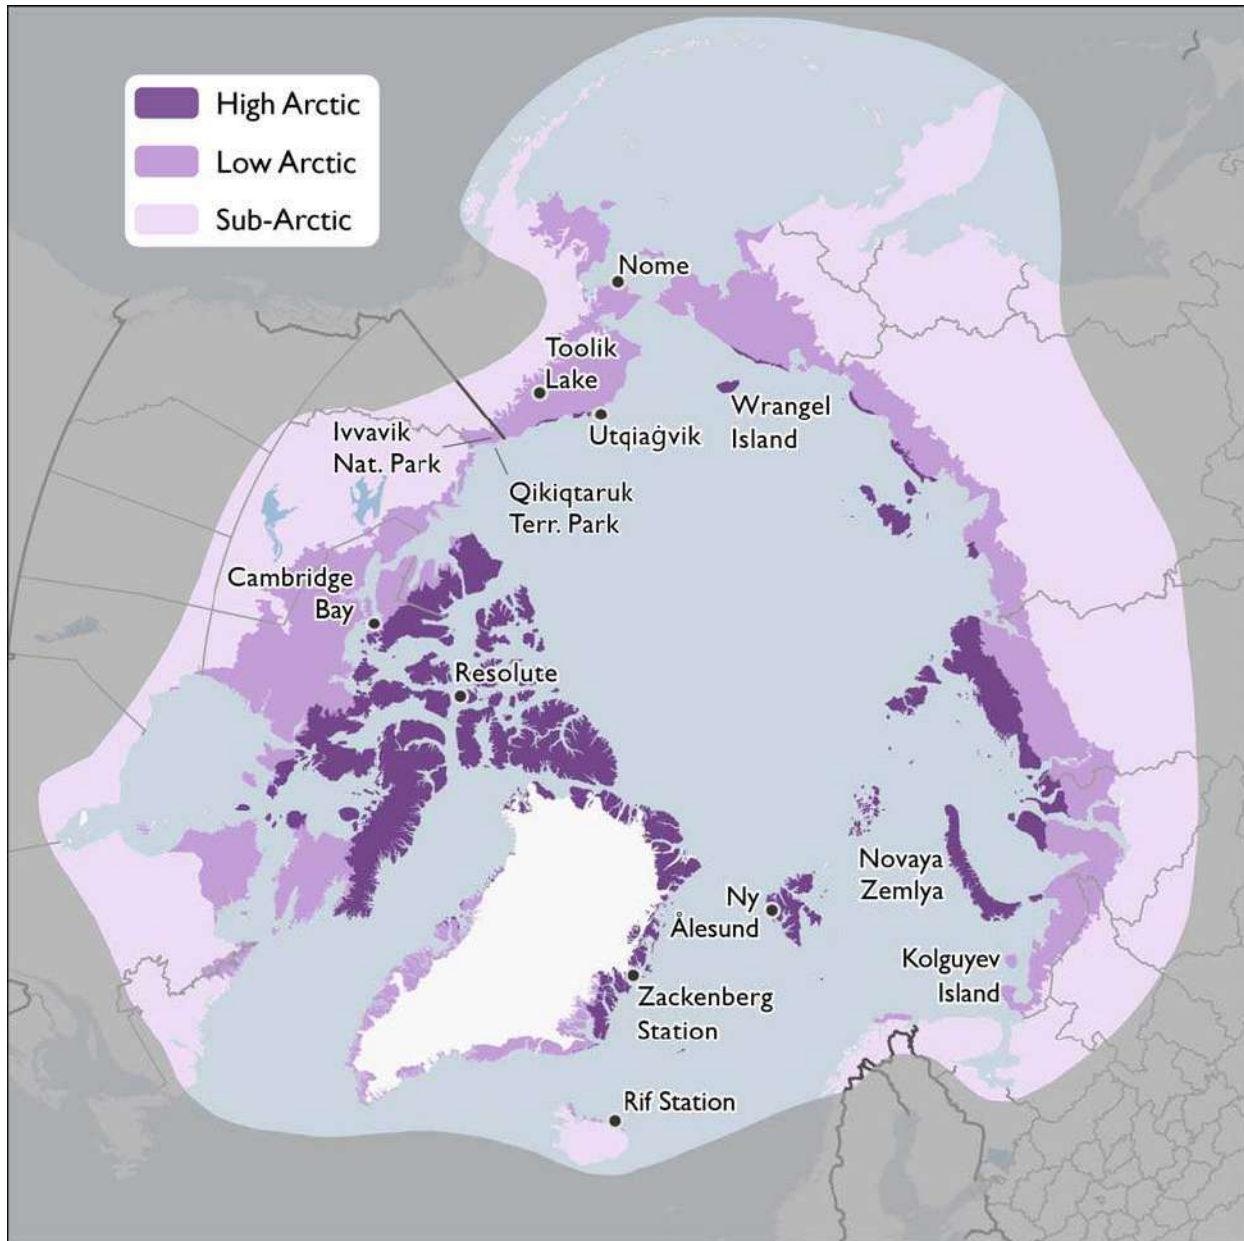 High Arctic
Low Arctic
Sub-Arctic
Nome
Toolik
Lake
Wrangel
Island
Utqiaġvik
Ivvavik
Nat. Park
Qikiqtaruk
Terr. Park
Cambridge
Bay
Resolute
Novaya
Zemlya
Ny
Ålesund
Kolguyev
Island
Zackenberg
Station
Rif Station